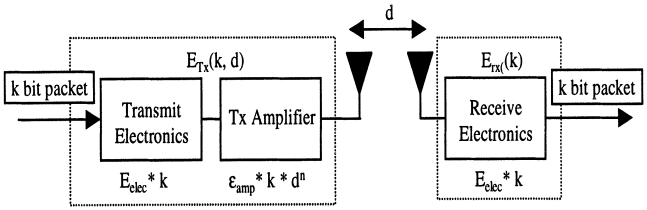 d
E_Tx(k, d)
E_rx((k)
k bit packet
Transmit
Electronics
Tx Amplifier
Receive
Electronics
k bit packet
E_elec * k
ε_amp * k * d^n
E_elec * k